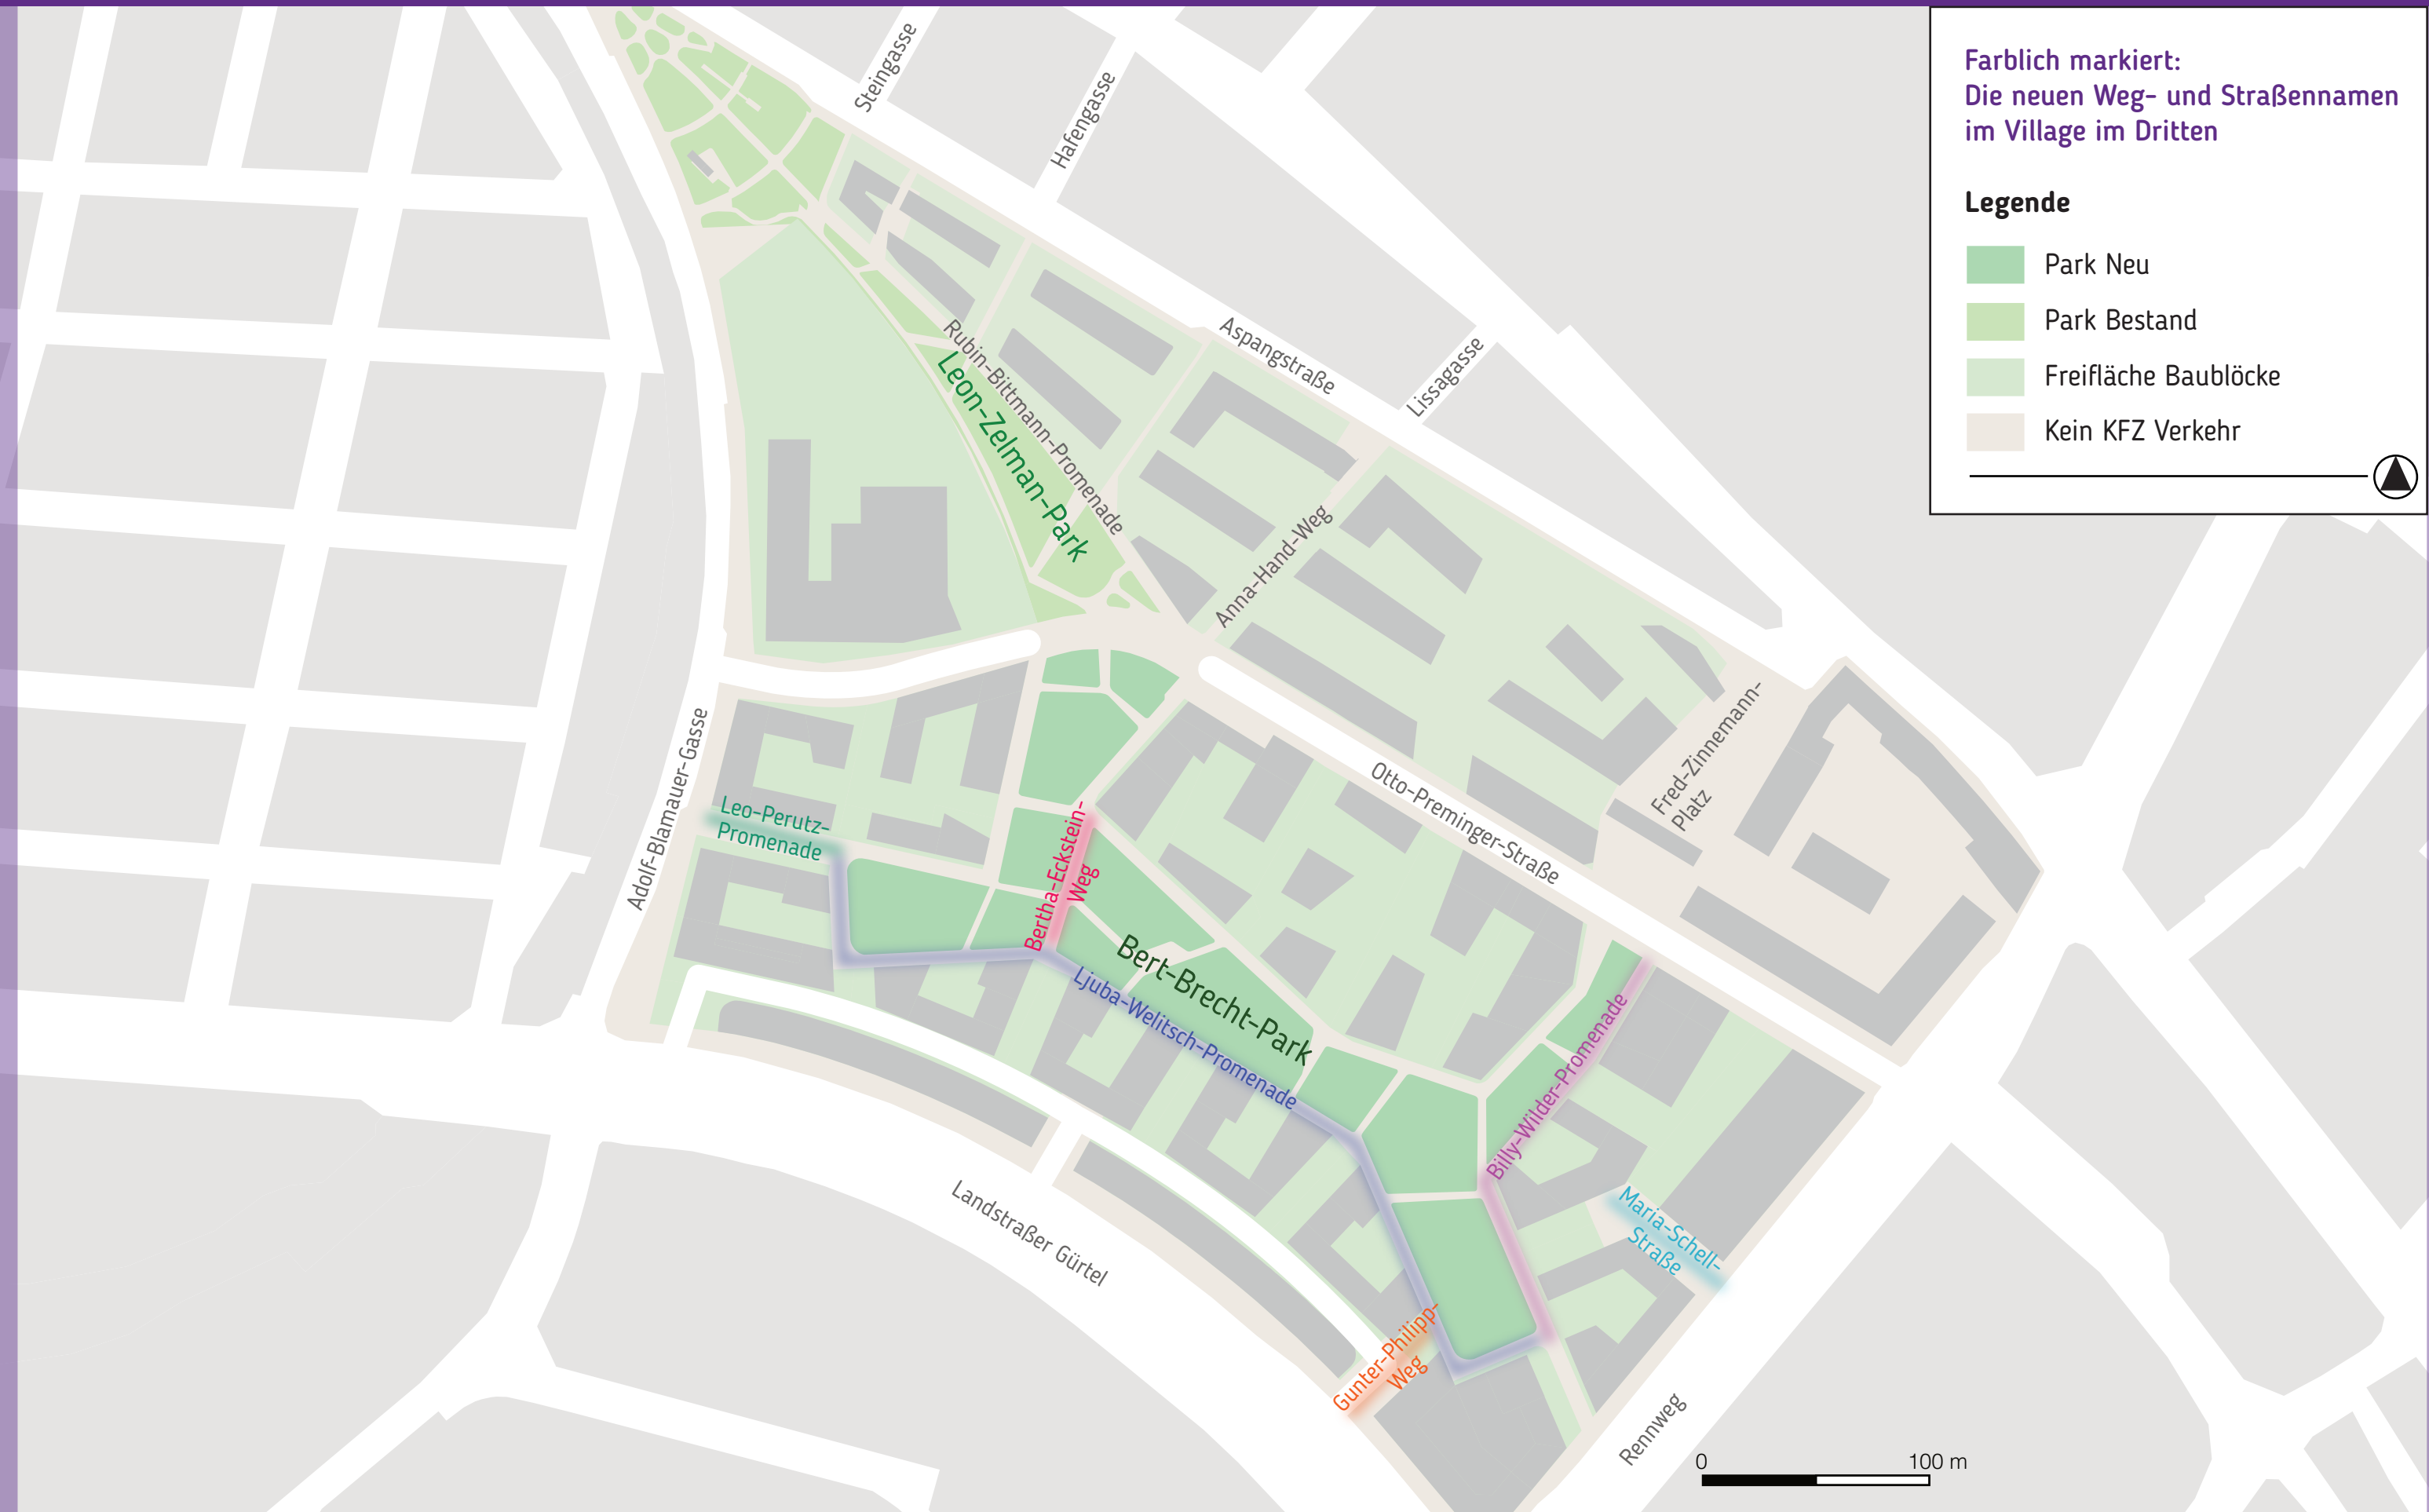 Farblich markiert:
Die neuen Weg- und Straßennamen
im Village im Dritten
Legende
Park Neu
Park Bestand
Freifläche Baublöcke
Kein KFZ Verkehr
Steingasse
Hafengasse
Aspangstraße
Lissagasse
Rubin-Bittmann-Promenade
Leon-Zelman-Park
Anna-Hand-Weg
Fred-Zinnemann-
Platz
Otto-Preminger-Straße
Adolf-Blamauer-Gasse
Leo-Perutz-
Promenade
Bertha-Eckstein-
Weg
Bert-Brecht-Park
Ljuba-Welitsch-Promenade
Billy-Wilder-Promenade
Maria-Schell-
Straße
Landstraßer Gürtel
Gunter-Philipp-
Weg
Rennweg
0
100 m